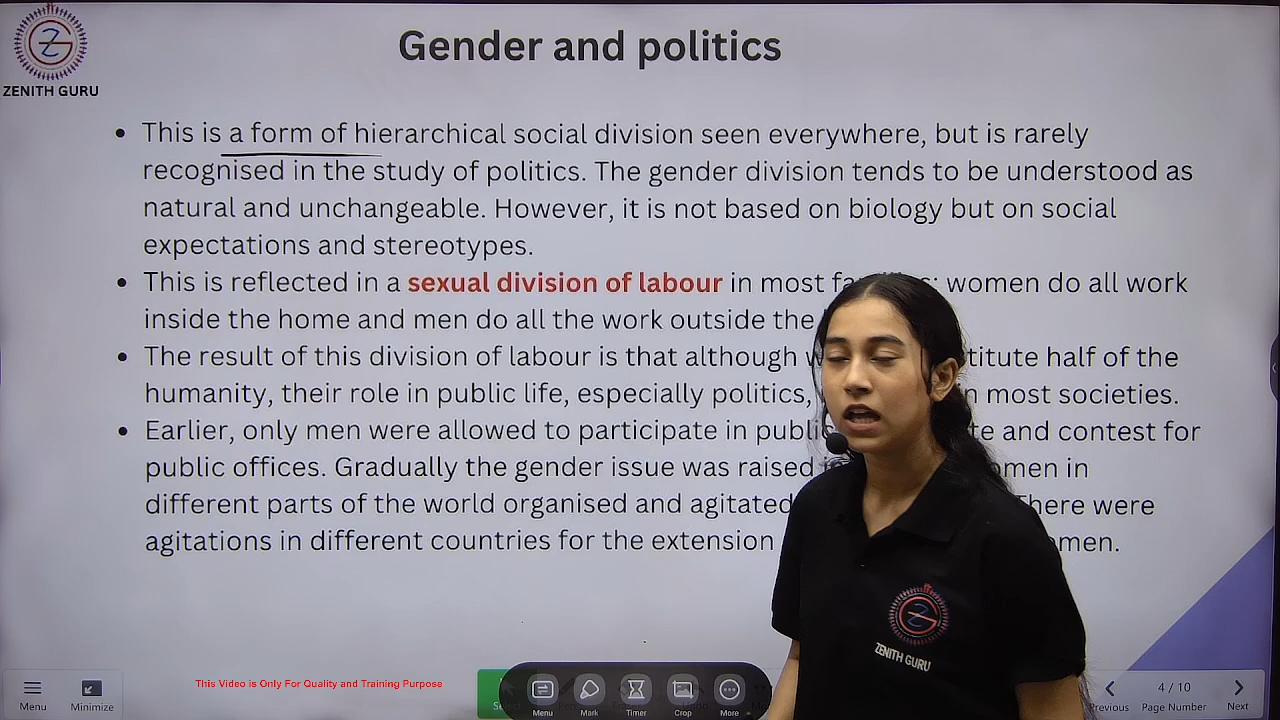 Gender and politics
ZENITH GURU
• This is a form of hierarchical social division seen everywhere, but is rarely
recognised in the study of politics. The gender division tends to be understood as
natural and unchangeable. However, it is not based on biology but on social
expectations and stereotypes.
• This is reflected in a sexual division of labour in most women do all work
inside the home and men do all the work outside the
• The result of this division of labour is that although half of the
humanity, their role in public life, especially politics, most societies.
• Earlier, only men were allowed to participate in and contest for
public offices. Gradually the gender issue was raised in
different parts of the world organised and agitated There were
agitations in different countries for the extension
ZENITH GURU
This Video is Only For Quality and Training Purpose
Menu
Minimize
Menu
Mark
Timer
Crop
More
Previous
4 / 10
Page Number
Next